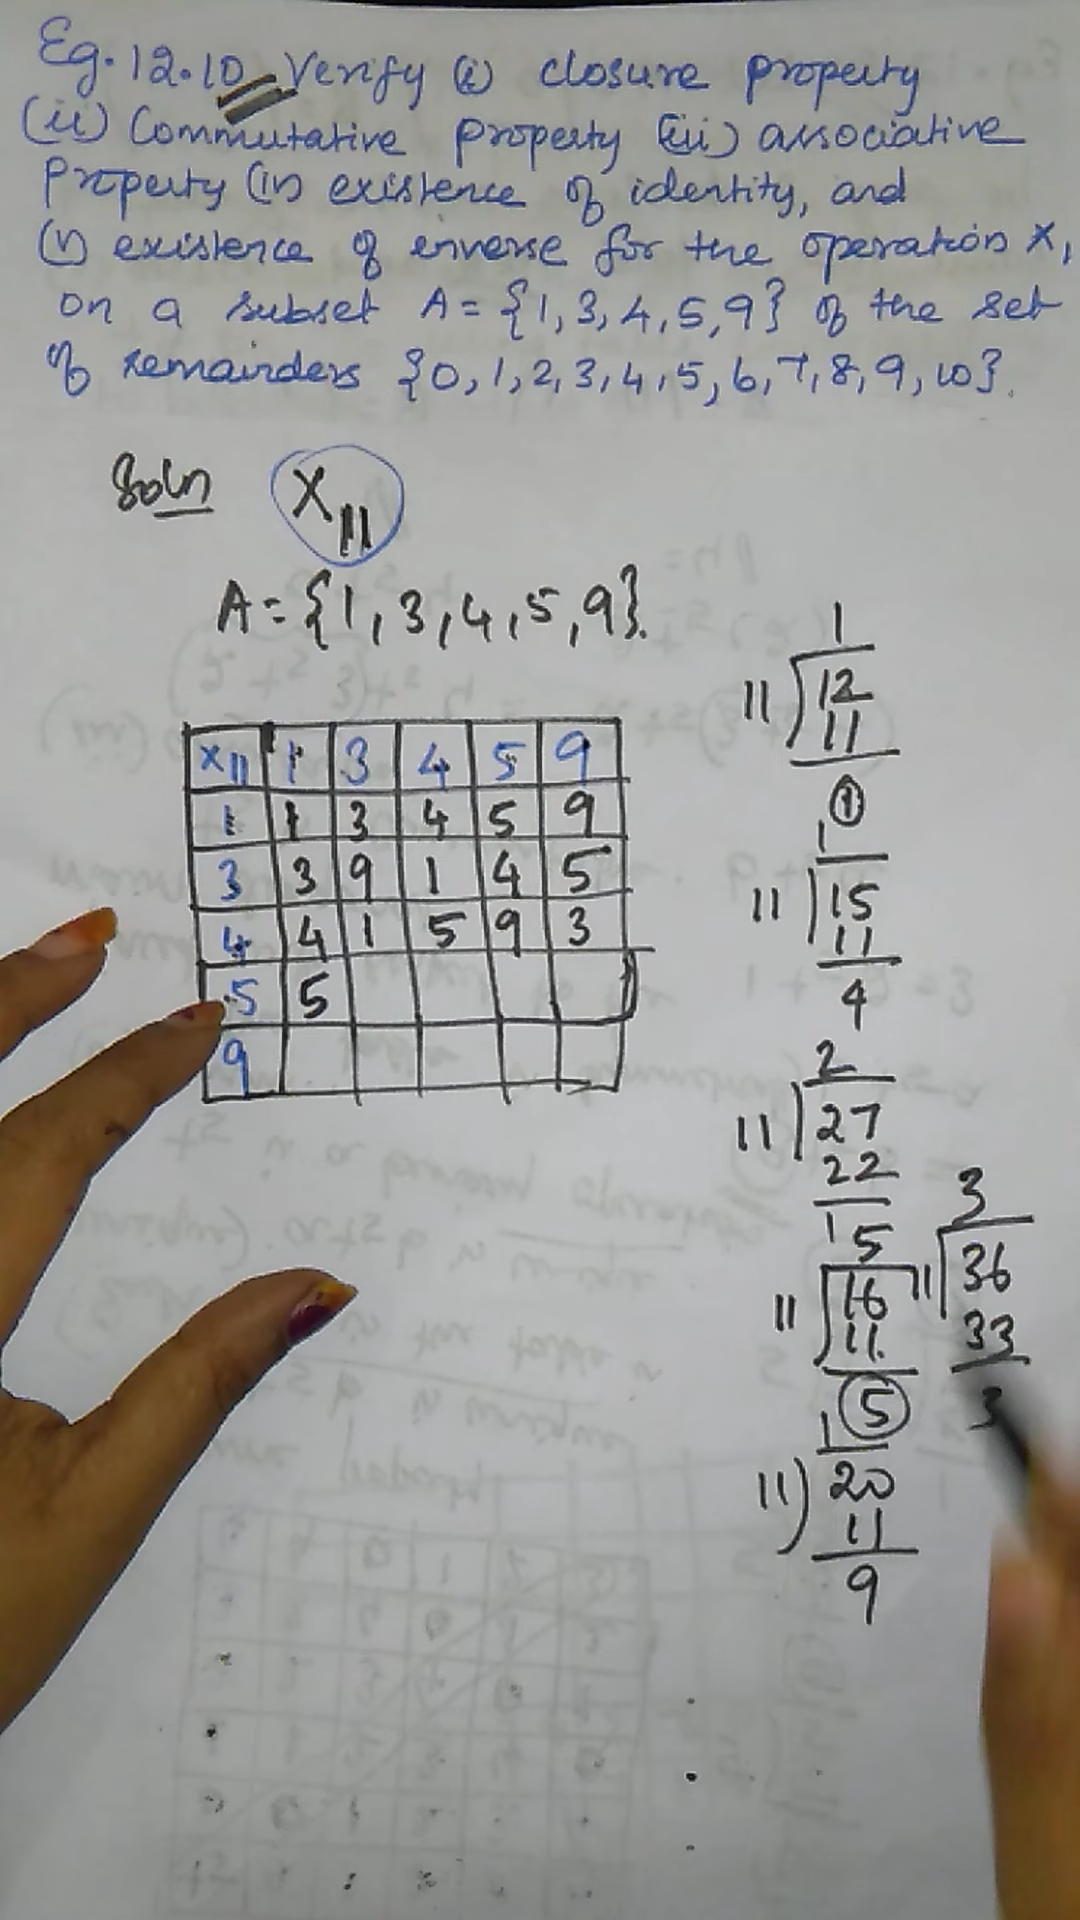 Eg. 12.10 Verify (i) closure property
(ii) Commutative property (iii) associative
Property (iv) existence of identity, and
(v) existence of inverse for the operation ×₁
on a subset A = {1, 3, 4, 5, 9} of the set
of remainders {0, 1, 2, 3, 4, 5, 6, 7, 8, 9, 10}.
Soln ×₁₁
A = {1, 3, 4, 5, 9}.
×₁₁ 1 3 4 5 9
1 1 3 4 5 9
3 3 9 1 4 5
4 4 1 5 9 3
5 5
9
1
11 12
11
1
1
11 15
11
4
2
11 27
22
5
1
11 16
11
5
3
11 36
33
3
1
11) 20
11
9